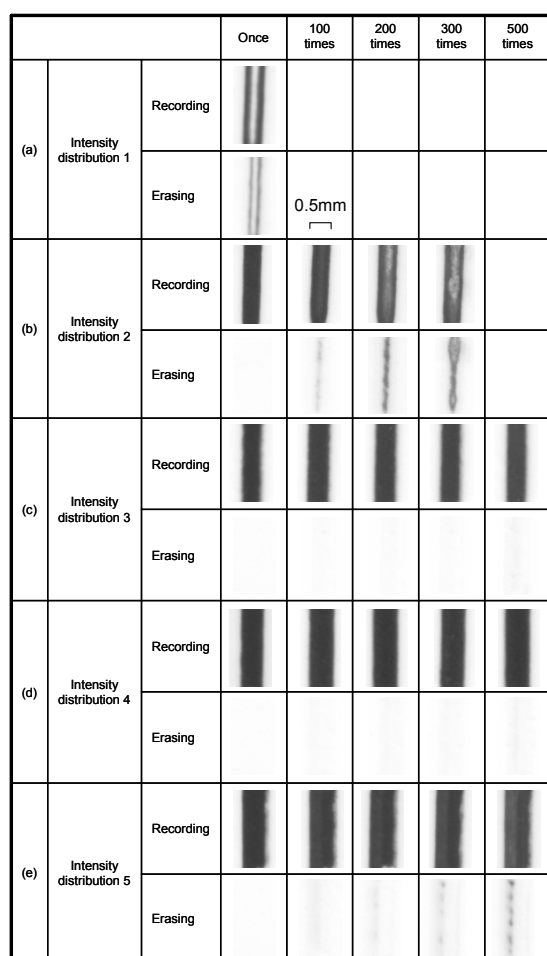 Once
100 times
200 times
300 times
500 times
(a)
Intensity distribution 1
Recording
Erasing
0.5mm
(b)
Intensity distribution 2
Recording
Erasing
(c)
Intensity distribution 3
Recording
Erasing
(d)
Intensity distribution 4
Recording
Erasing
(e)
Intensity distribution 5
Recording
Erasing